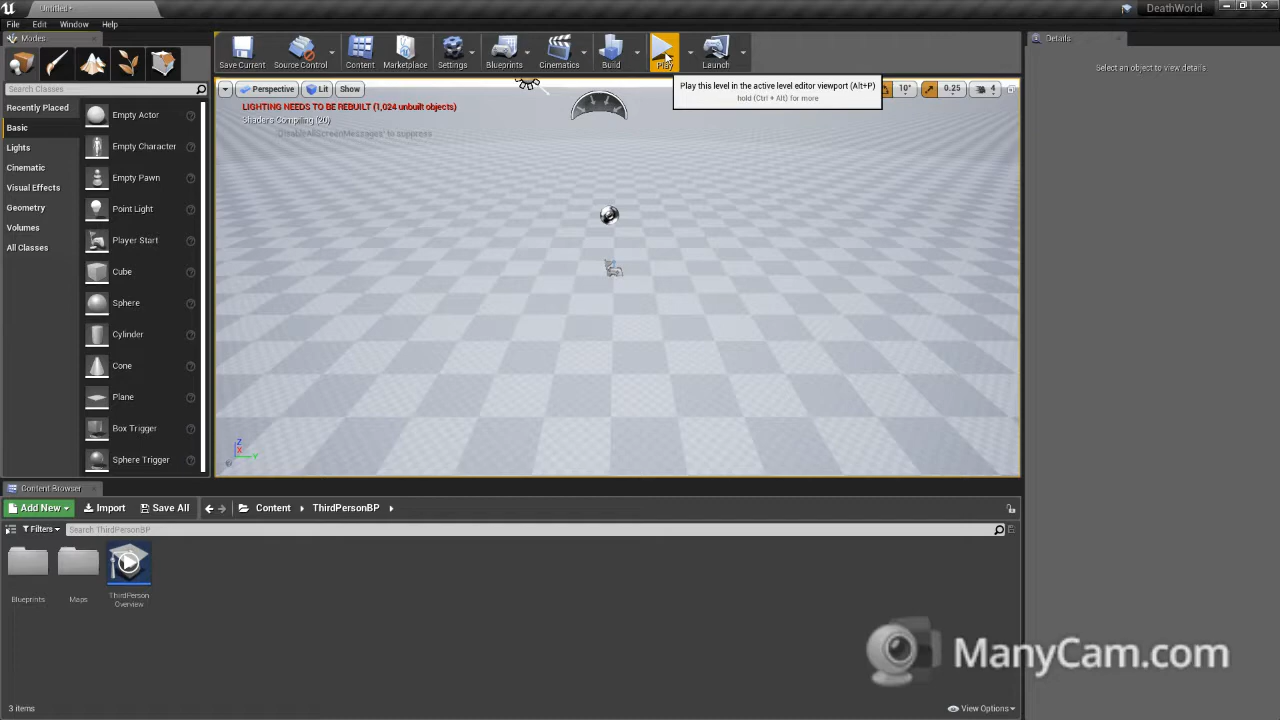 Untitled*
DeathWorld
File Edit Window Help
Modes
Details
Save Current
Source Control
Content
Marketplace
Settings
Blueprints
Cinematics
Build
Play
Launch
Select an object to view details
Search Classes
Recently Placed
Basic
Lights
Cinematic
Visual Effects
Geometry
Volumes
All Classes
Empty Actor
Empty Character
Empty Pawn
Point Light
Player Start
Cube
Sphere
Cylinder
Cone
Plane
Box Trigger
Sphere Trigger
Perspective Lit Show
10° 0.25 4
Play this level in the active level editor viewport (Alt+P)
hold (Ctrl + Alt) for more
LIGHTING NEEDS TO BE REBUILT (1,024 unbuilt objects)
Shaders Compiling (20)
'DisableAllScreenMessages' to suppress
Z
X
Y
Content Browser
Add New Import Save All Content ThirdPersonBP
Filters Search ThirdPersonBP
Blueprints
Maps
ThirdPerson
Overview
3 items
View Options
ManyCam.com